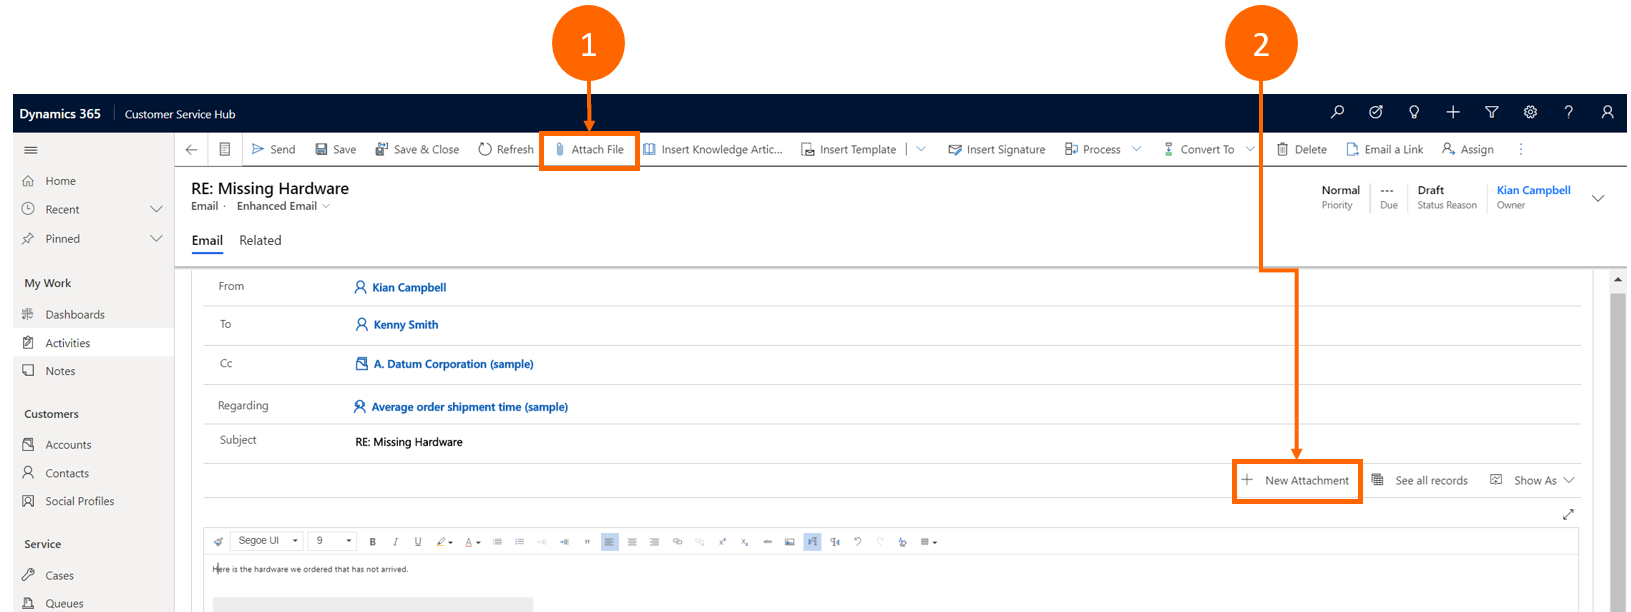 1
2
Dynamics 365
Customer Service Hub
Send
Save
Save & Close
Refresh
Attach File
Insert Knowledge Artic...
Insert Template
Insert Signature
Process
Convert To
Delete
Email a Link
Assign
Home
Recent
Pinned
My Work
Dashboards
Activities
Notes
Customers
Accounts
Contacts
Social Profiles
Service
Cases
Queues
RE: Missing Hardware
Email · Enhanced Email
Normal
Priority
---
Due
Draft
Status Reason
Kian Campbell
Owner
Email
Related
From
Kian Campbell
To
Kenny Smith
Cc
A. Datum Corporation (sample)
Regarding
Average order shipment time (sample)
Subject
RE: Missing Hardware
New Attachment
See all records
Show As
Segoe UI
9
B I U
Here is the hardware we ordered that has not arrived.